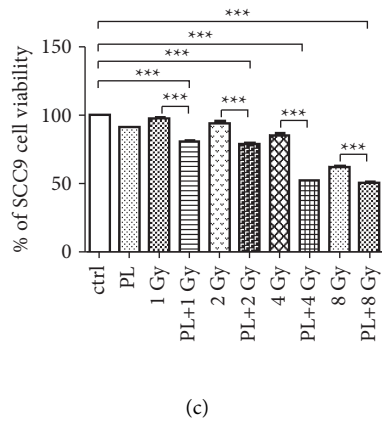 ***
***
***
***
***
***
***
***
% of SCC9 cell viability
150
100
50
0
ctrl
PL
1 Gy
PL+1 Gy
2 Gy
PL+2 Gy
4 Gy
PL+4 Gy
8 Gy
PL+8 Gy
(c)